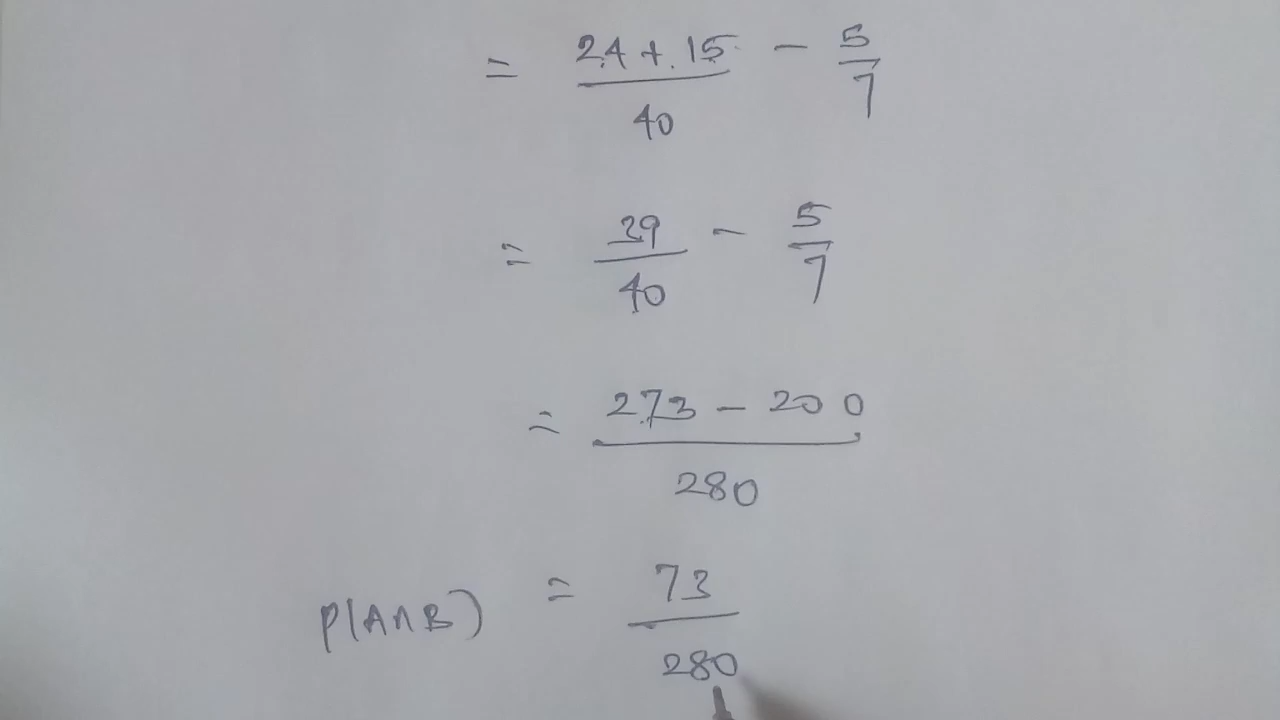 = (24 + 15)/40 - 5/7
= 39/40 - 5/7
= (273 - 200)/280
P(A∩B) = 73/280